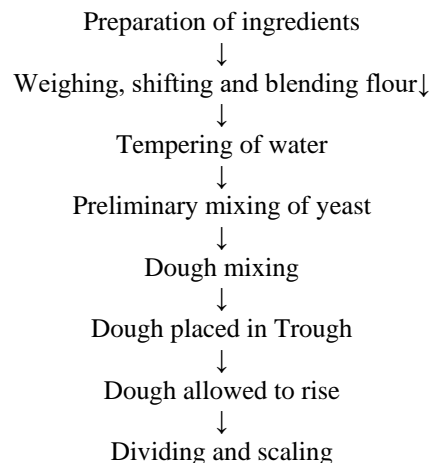 Preparation of ingredients
↓
Weighing, shifting and blending flour↓
↓
Tempering of water
↓
Preliminary mixing of yeast
↓
Dough mixing
↓
Dough placed in Trough
↓
Dough allowed to rise
↓
Dividing and scaling